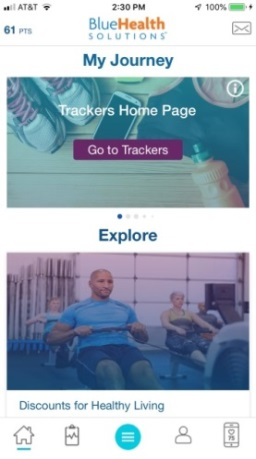 AT&T 2:30 PM 100%
61 PTS
BlueHealth
SOLUTIONS
My Journey
Trackers Home Page
Go to Trackers
Explore
Discounts for Healthy Living